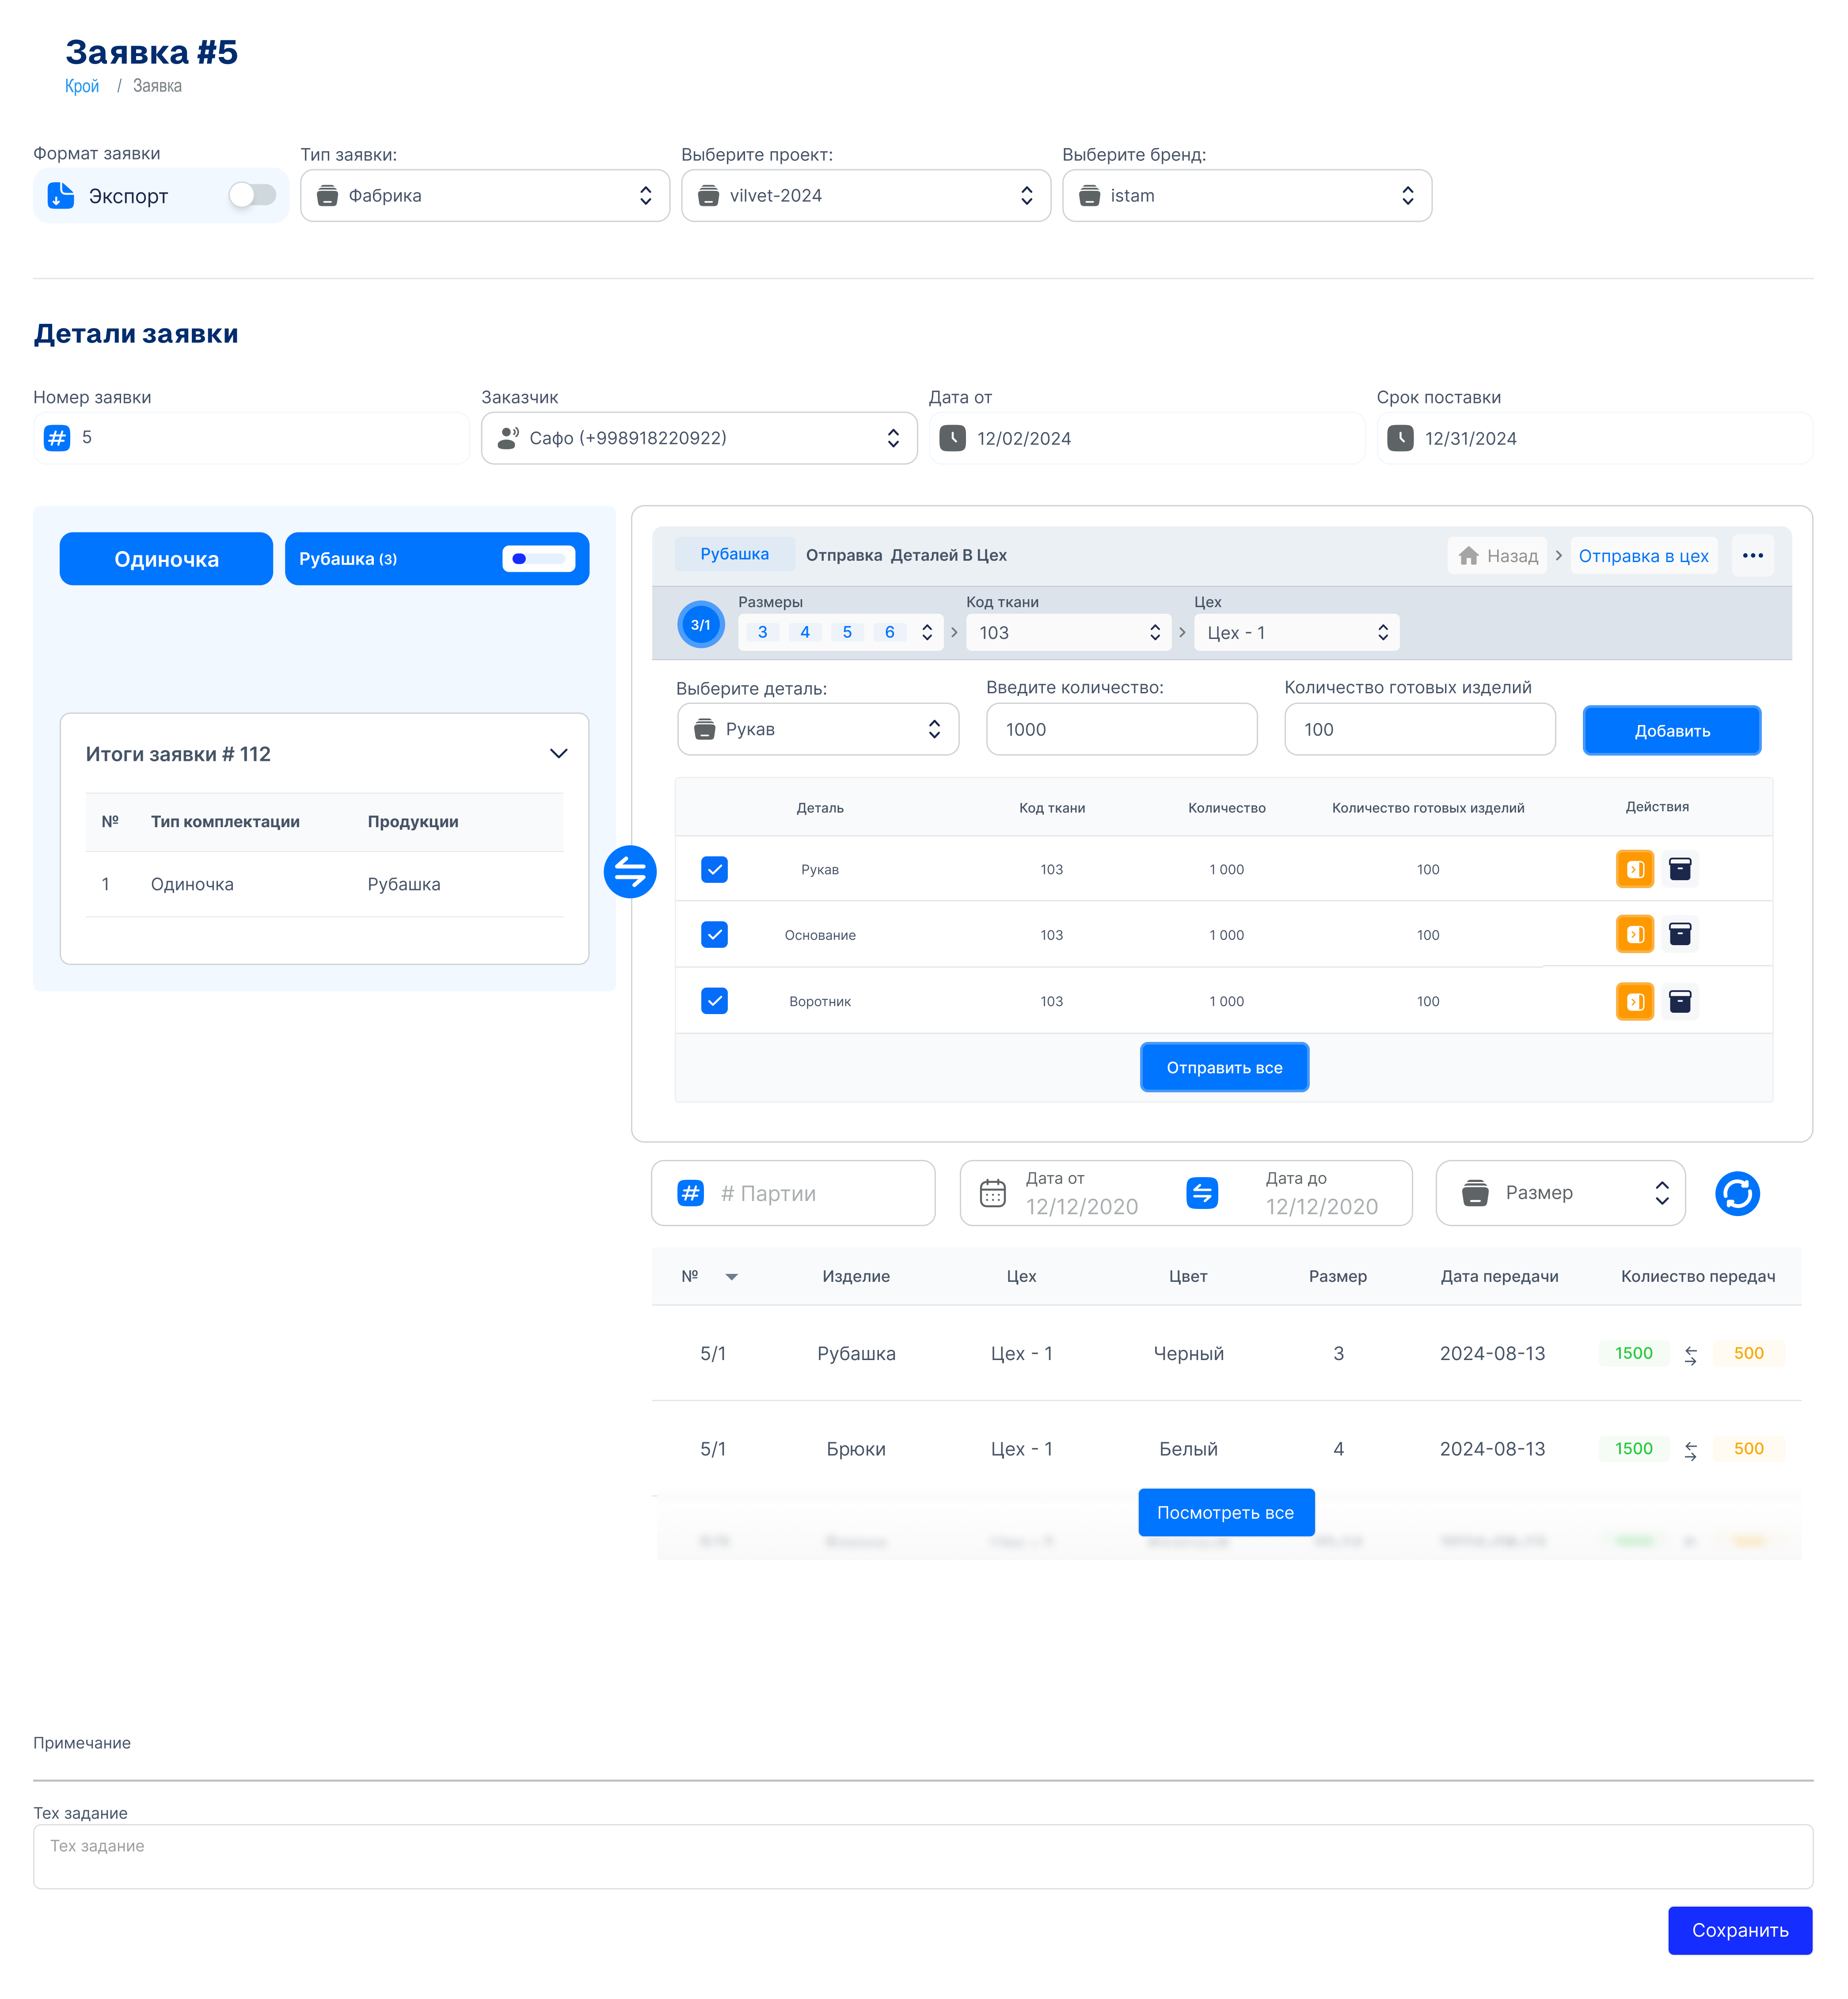 Заявка #5
Крой / Заявка
Формат заявки
Экспорт
Тип заявки:
Фабрика
Выберите проект:
vilvet-2024
Выберите бренд:
istam
Детали заявки
Номер заявки
# 5
Заказчик
Сафо (+998918220922)
Дата от
12/02/2024
Срок поставки
12/31/2024
Одиночка
Рубашка (3)
Итоги заявки # 112
№ Тип комплектации Продукции
1 Одиночка Рубашка
Рубашка Отправка Деталей В Цех
Назад > Отправка в цех ...
3/1
Размеры
3 4 5 6
Код ткани
103
Цех
Цех - 1
Выберите деталь:
Рукав
Введите количество:
1000
Количество готовых изделий
100
Добавить
Деталь Код ткани Количество Количество готовых изделий Действия
Рукав 103 1 000 100
Основание 103 1 000 100
Воротник 103 1 000 100
Отправить все
# # Партии
Дата от
12/12/2020
Дата до
12/12/2020
Размер
№ Изделие Цех Цвет Размер Дата передачи Колиество передач
5/1 Рубашка Цех - 1 Черный 3 2024-08-13 1500 500
5/1 Брюки Цех - 1 Белый 4 2024-08-13 1500 500
Посмотреть все
Примечание
Тех задание
Тех задание
Сохранить